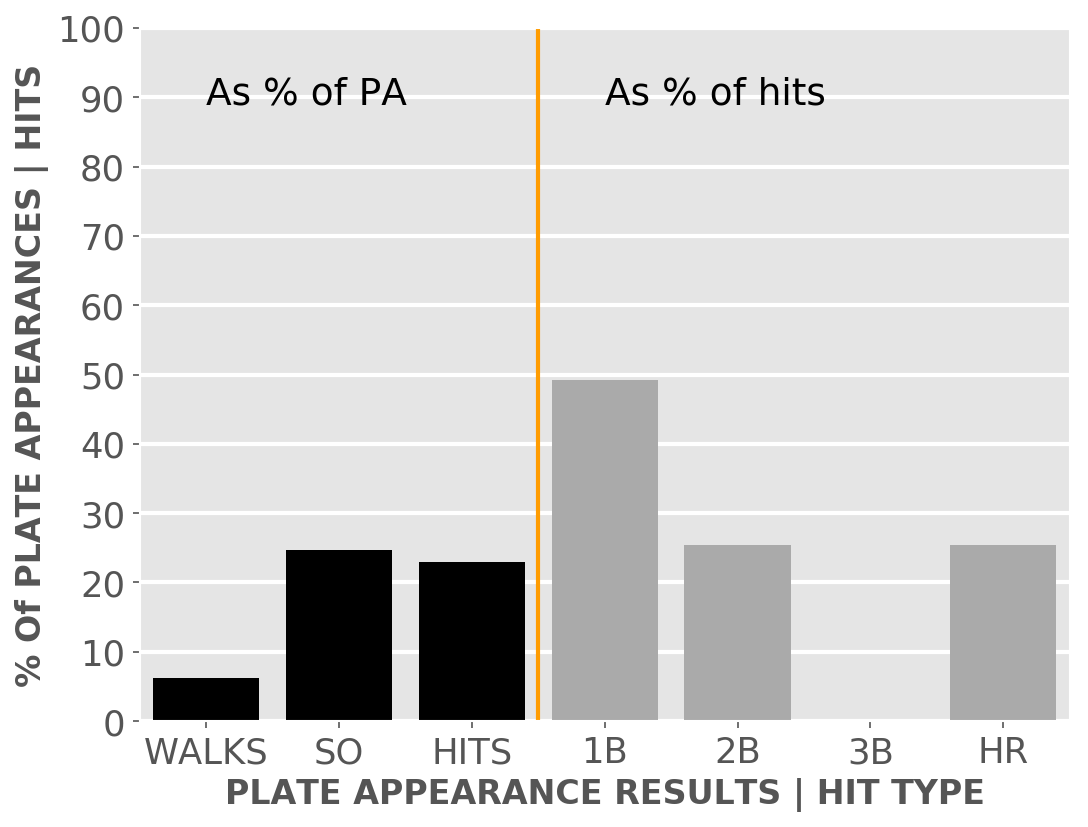 % Of PLATE APPEARANCES | HITS
100
90
80
70
60
50
40
30
20
10
0
As % of PA
As % of hits
WALKS SO HITS 1B 2B 3B HR
PLATE APPEARANCE RESULTS | HIT TYPE